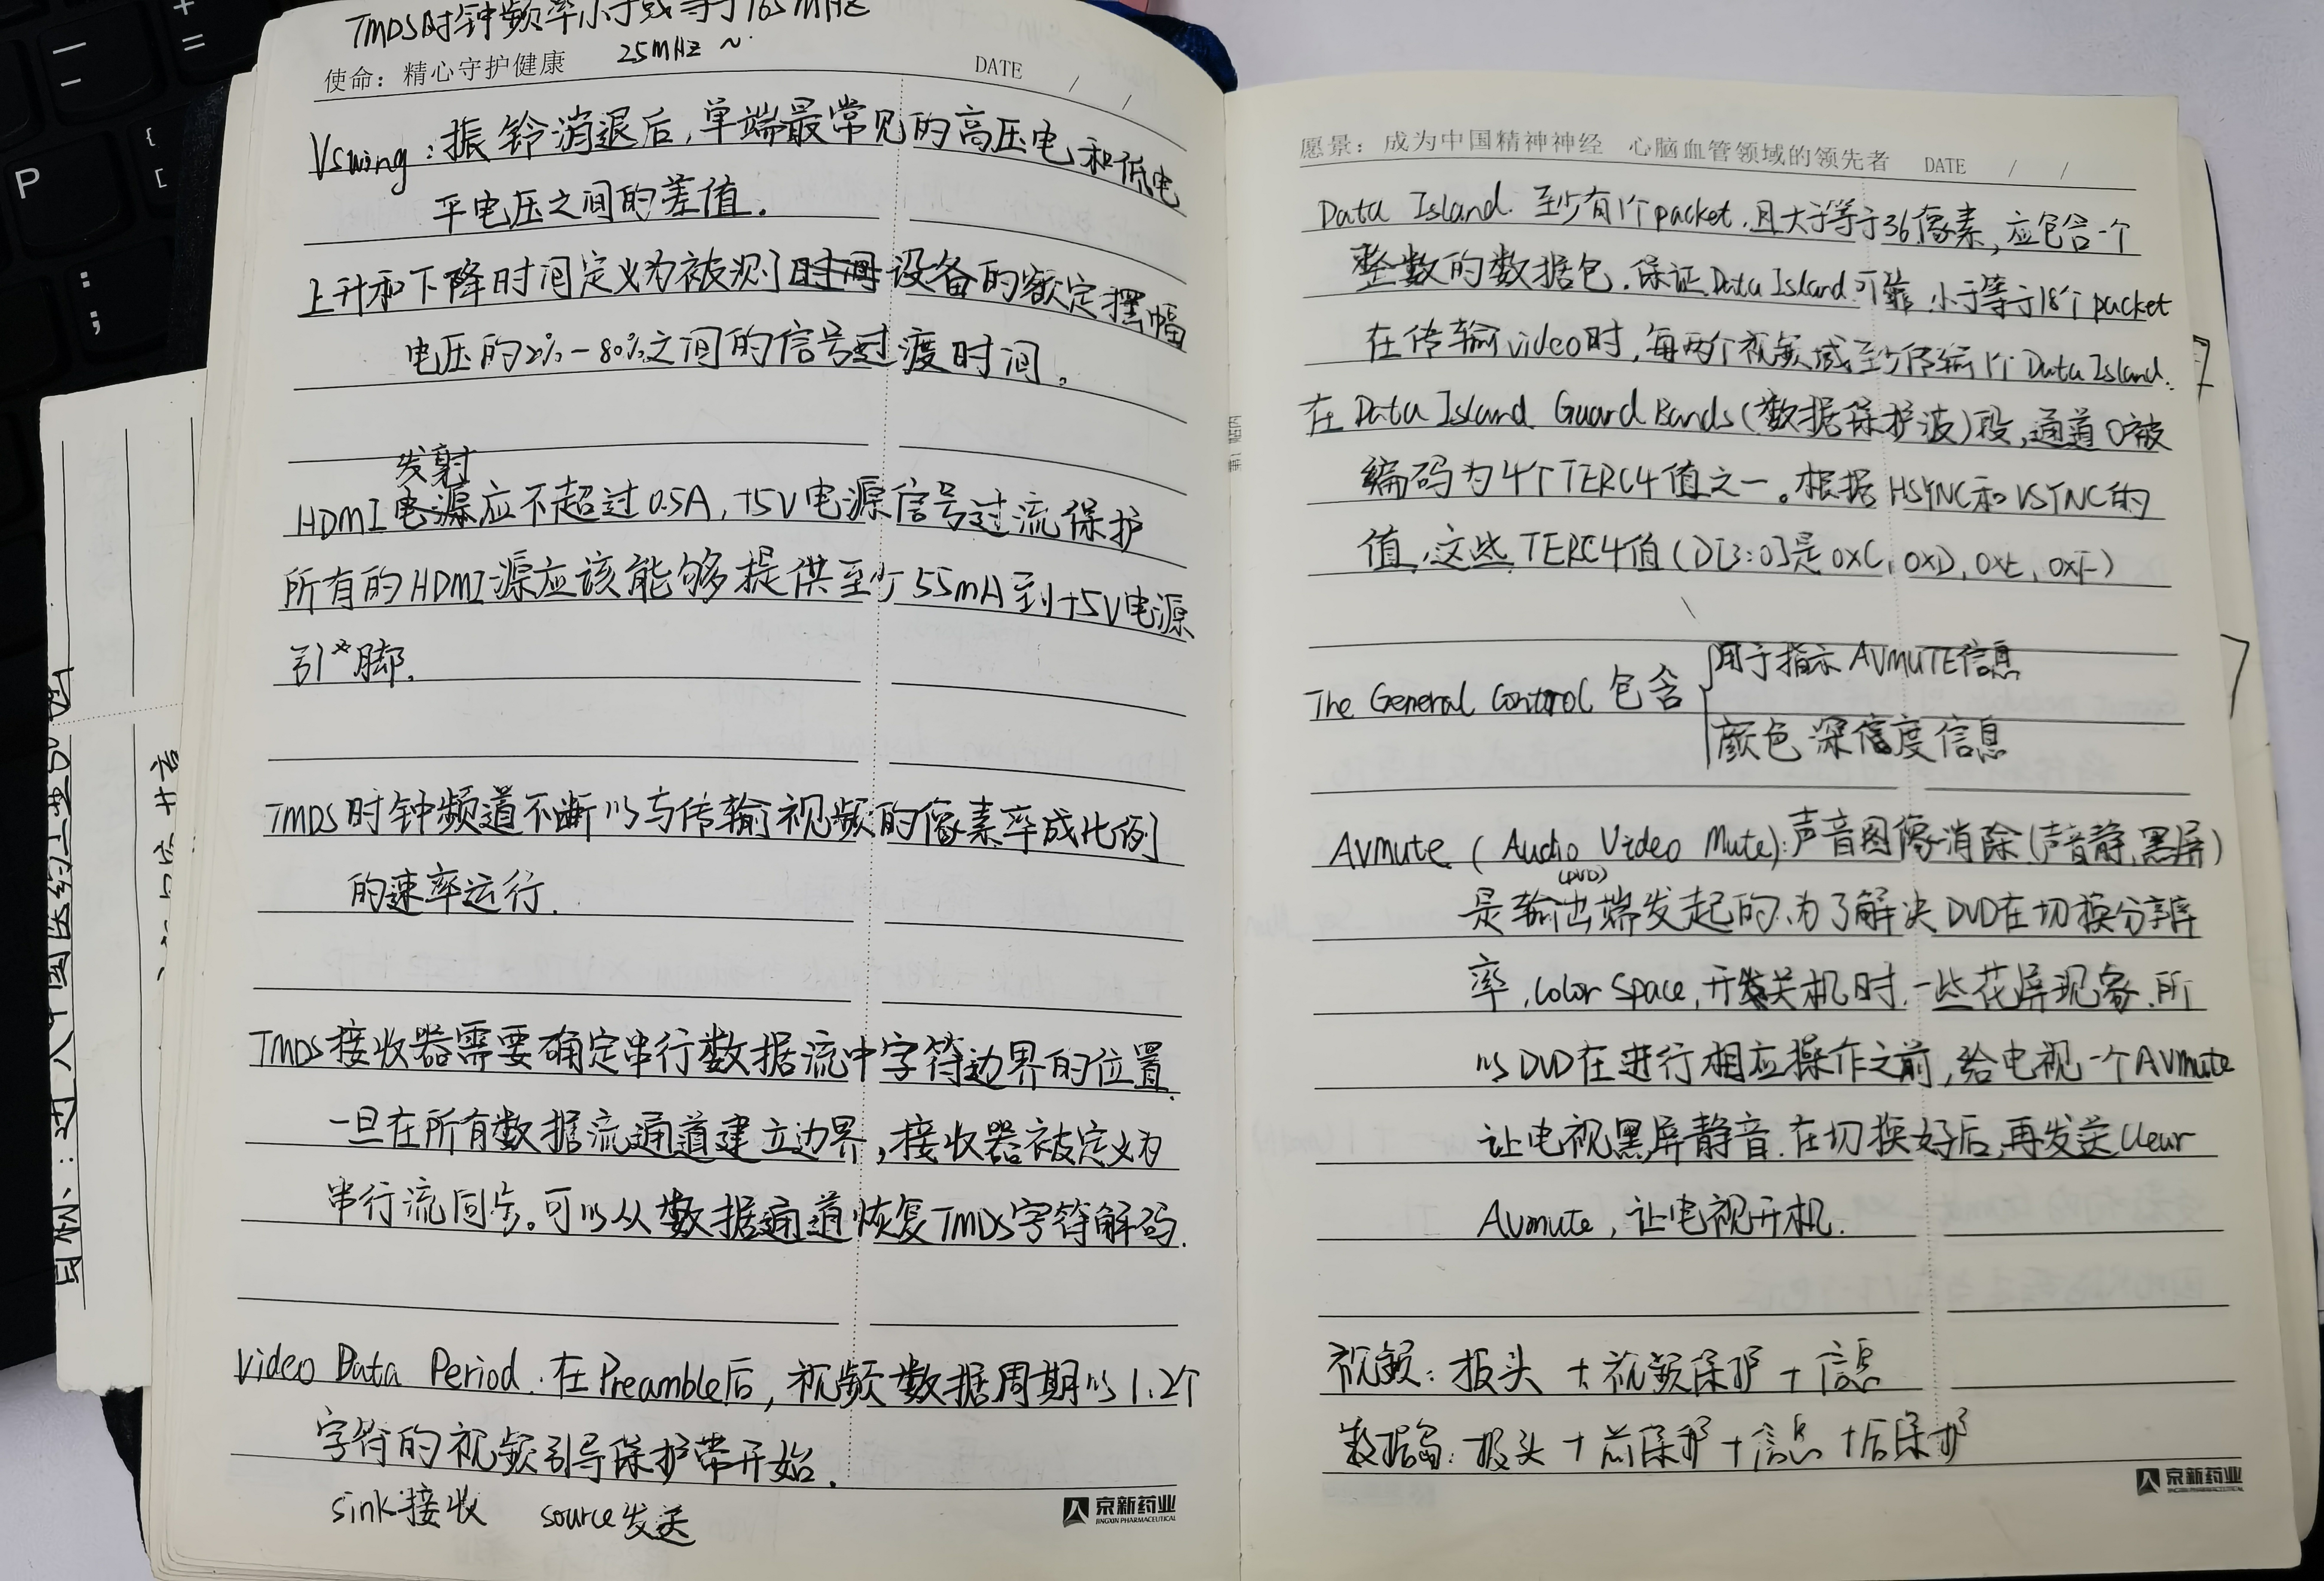 TMDS时钟频率小于或等于165MHZ
25MHZ ~
使命：精心守护健康
DATE / /
Vswing：振铃消退后，单端最常见的高压电和低电
平电压之间的差值.
上升和下降时间定义为被测时间设备的额定摆幅
电压的2%-80%之间的信号过渡时间。
发射
HDMI电源应不超过0.5A，+5V电源信号过流保护
所有的HDMI源应该能够提供至少55mA到+5V电源
引脚.
TMDS时钟频道不断以与传输视频的像素率成比例
的速率运行.
TMDS接收器需要确定串行数据流中字符边界的位置.
一旦在所有数据流通道建立边界，接收器被定义为
串行流同步。可以从数据通道恢复TMDS字符解码.
Video Data Period.在Preamble后，视频数据周期以1.2个
字符的视频引导保护带开始.
sink接收 source发送
京新药业
JINGXIN PHARMACEUTICAL
愿景：成为中国精神神经 心脑血管领域的领先者 DATE / /
Data Island.至少有1个packet.且大于等于36像素，应包含一个
整数的数据包.保证Data Island可靠.小于等于18个packet
在传输video时，每两个视频域至少传输1个Data Island.
在Data Island Guard Bands(数据保护波)段，通道0被
编码为4个TERC4值之一。根据HSYNC和VSYNC的
值，这些TERC4值(D[3:0]是0xC，0xD，0xE，0xF)
用于指示AVMUTE信息
The General Control 包含
颜色深信度信息
AVmute (Audio Video Mute):声音图像消除(声音静,黑屏)
(DVD)
是输出端发起的.为了解决DVD在切换分辨
率,Color Space,开关机时,一些花屏现象.所
以DVD在进行相应操作之前，给电视一个AVmute
让电视黑屏静音.在切换好后,再发送Clear
AVmute，让电视开机.
视频：报头 + 视频保护 + 信息
数据岛：报头 + 前保护 + 信息 + 后保护
京新药业
JINGXIN PHARMACEUTICAL